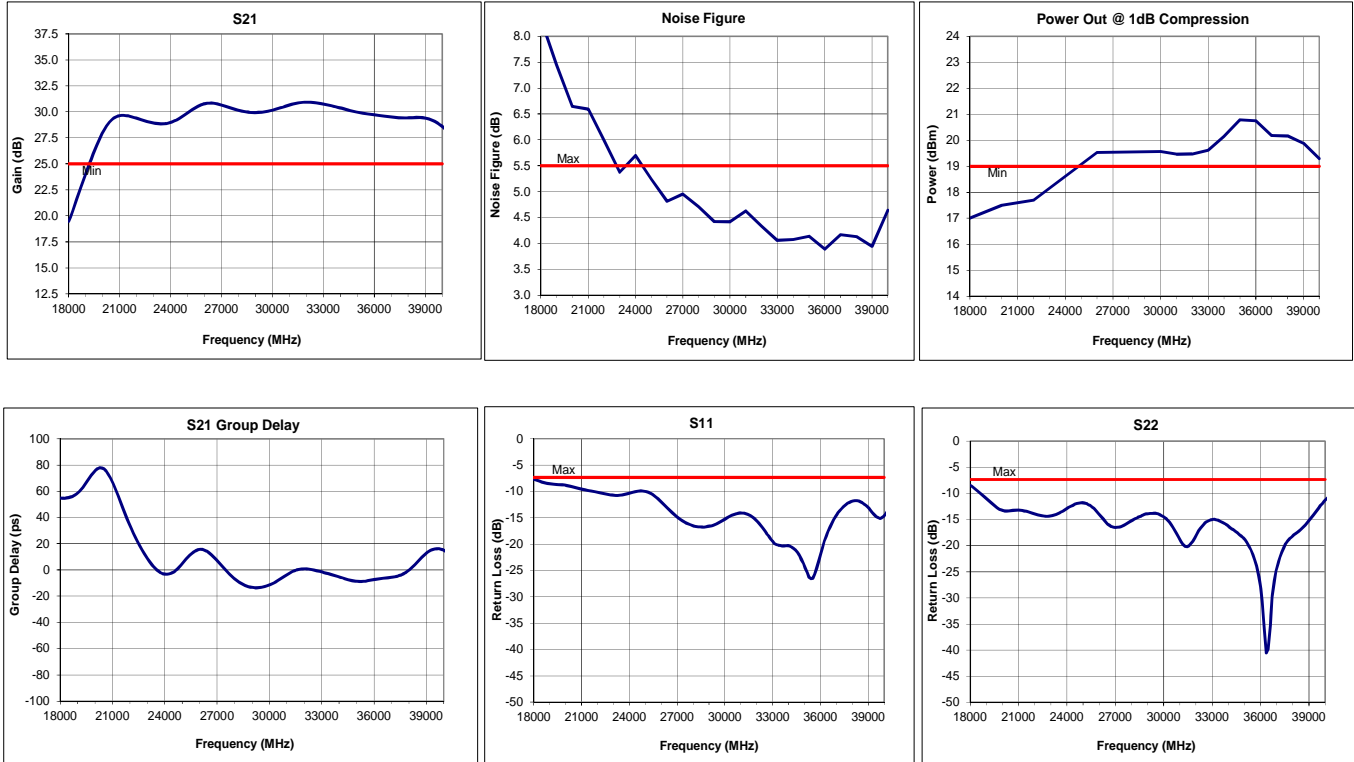 S21
Gain (dB)
37.5
35.0
32.5
30.0
27.5
25.0
22.5
20.0
17.5
15.0
12.5
Min
18000 21000 24000 27000 30000 33000 36000 39000
Frequency (MHz)
Noise Figure
Noise Figure (dB)
8.0
7.5
7.0
6.5
6.0
5.5
5.0
4.5
4.0
3.5
3.0
Max
18000 21000 24000 27000 30000 33000 36000 39000
Frequency (MHz)
Power Out @ 1dB Compression
Power (dBm)
24
23
22
21
20
19
18
17
16
15
14
Min
18000 21000 24000 27000 30000 33000 36000 39000
Frequency (MHz)
S21 Group Delay
Group Delay (ps)
100
80
60
40
20
0
-20
-40
-60
-80
-100
18000 21000 24000 27000 30000 33000 36000 39000
Frequency (MHz)
S11
Return Loss (dB)
0
-5
-10
-15
-20
-25
-30
-35
-40
-45
-50
Max
18000 21000 24000 27000 30000 33000 36000 39000
Frequency (MHz)
S22
Return Loss (dB)
0
-5
-10
-15
-20
-25
-30
-35
-40
-45
-50
Max
18000 21000 24000 27000 30000 33000 36000 39000
Frequency (MHz)